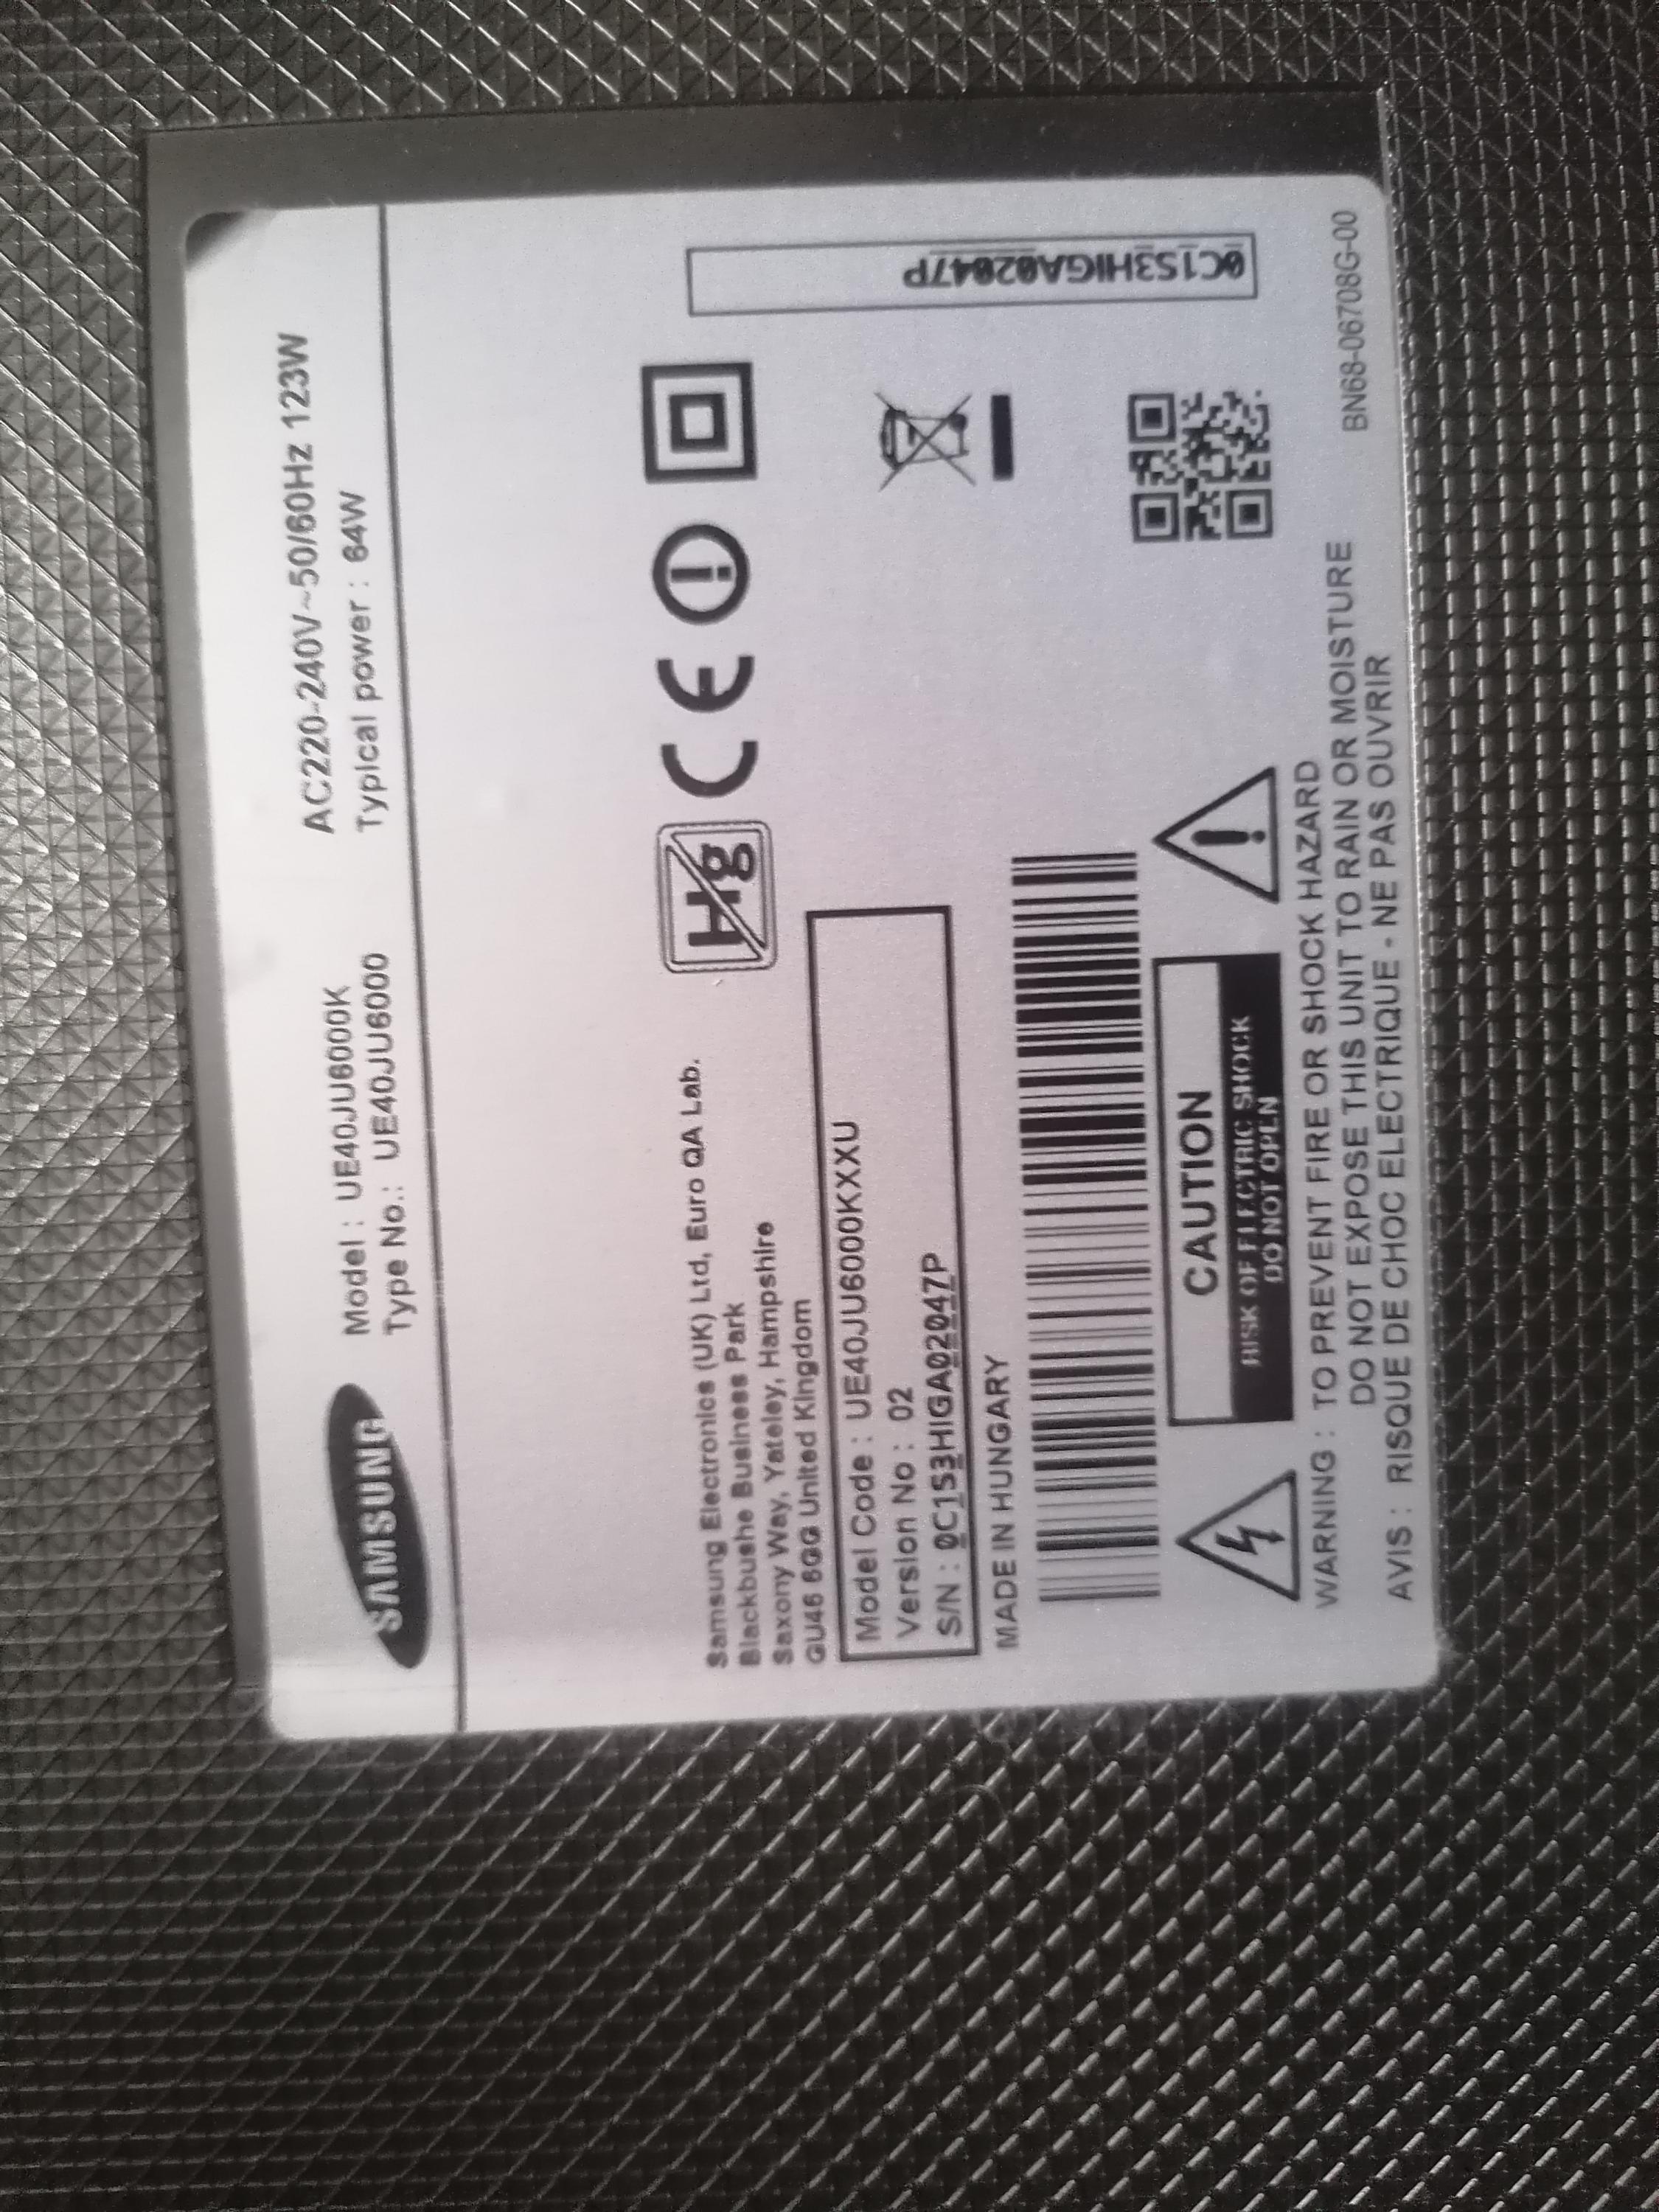 SAMSUNG
Model : UE40JU6000K
Type No.: UE40JU6000
AC220-240V~50/60Hz 123W
Typical power : 64W
Samsung Electronics (UK) Ltd, Euro QA Lab.
Blackbushe Business Park
Saxony Way, Yateley, Hampshire
GU46 6GG United Kingdom
Hg CE
Model Code : UE40JU6000KXXU
Version No : 02
S/N : 0C1S3HIGA02047P
MADE IN HUNGARY
0C1S3HIGA02047P
CAUTION
RISK OF ELECTRIC SHOCK
DO NOT OPEN
WARNING : TO PREVENT FIRE OR SHOCK HAZARD
DO NOT EXPOSE THIS UNIT TO RAIN OR MOISTURE
AVIS : RISQUE DE CHOC ELECTRIQUE - NE PAS OUVRIR
BN68-06708G-00